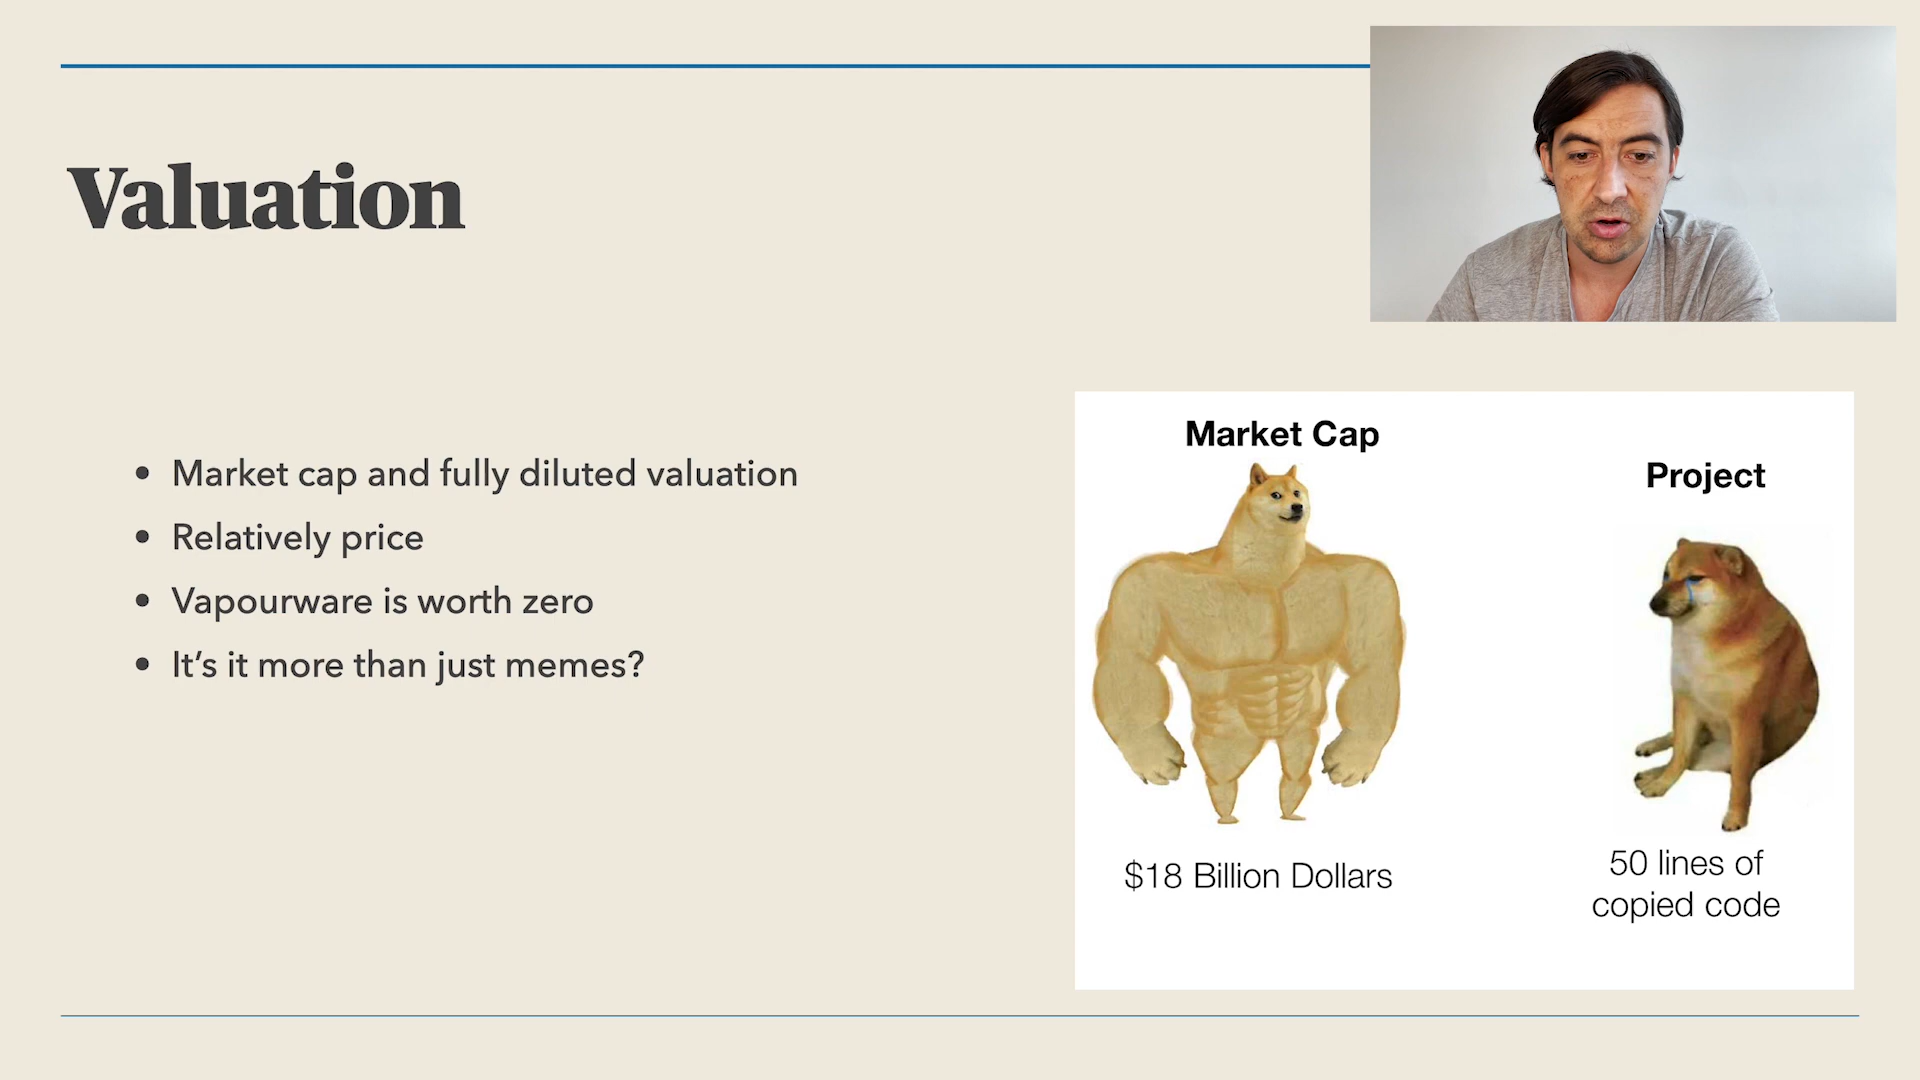 Valuation
Market cap and fully diluted valuation
Relatively price
Vapourware is worth zero
It’s it more than just memes?
Market Cap
Project
$18 Billion Dollars
50 lines of
copied code